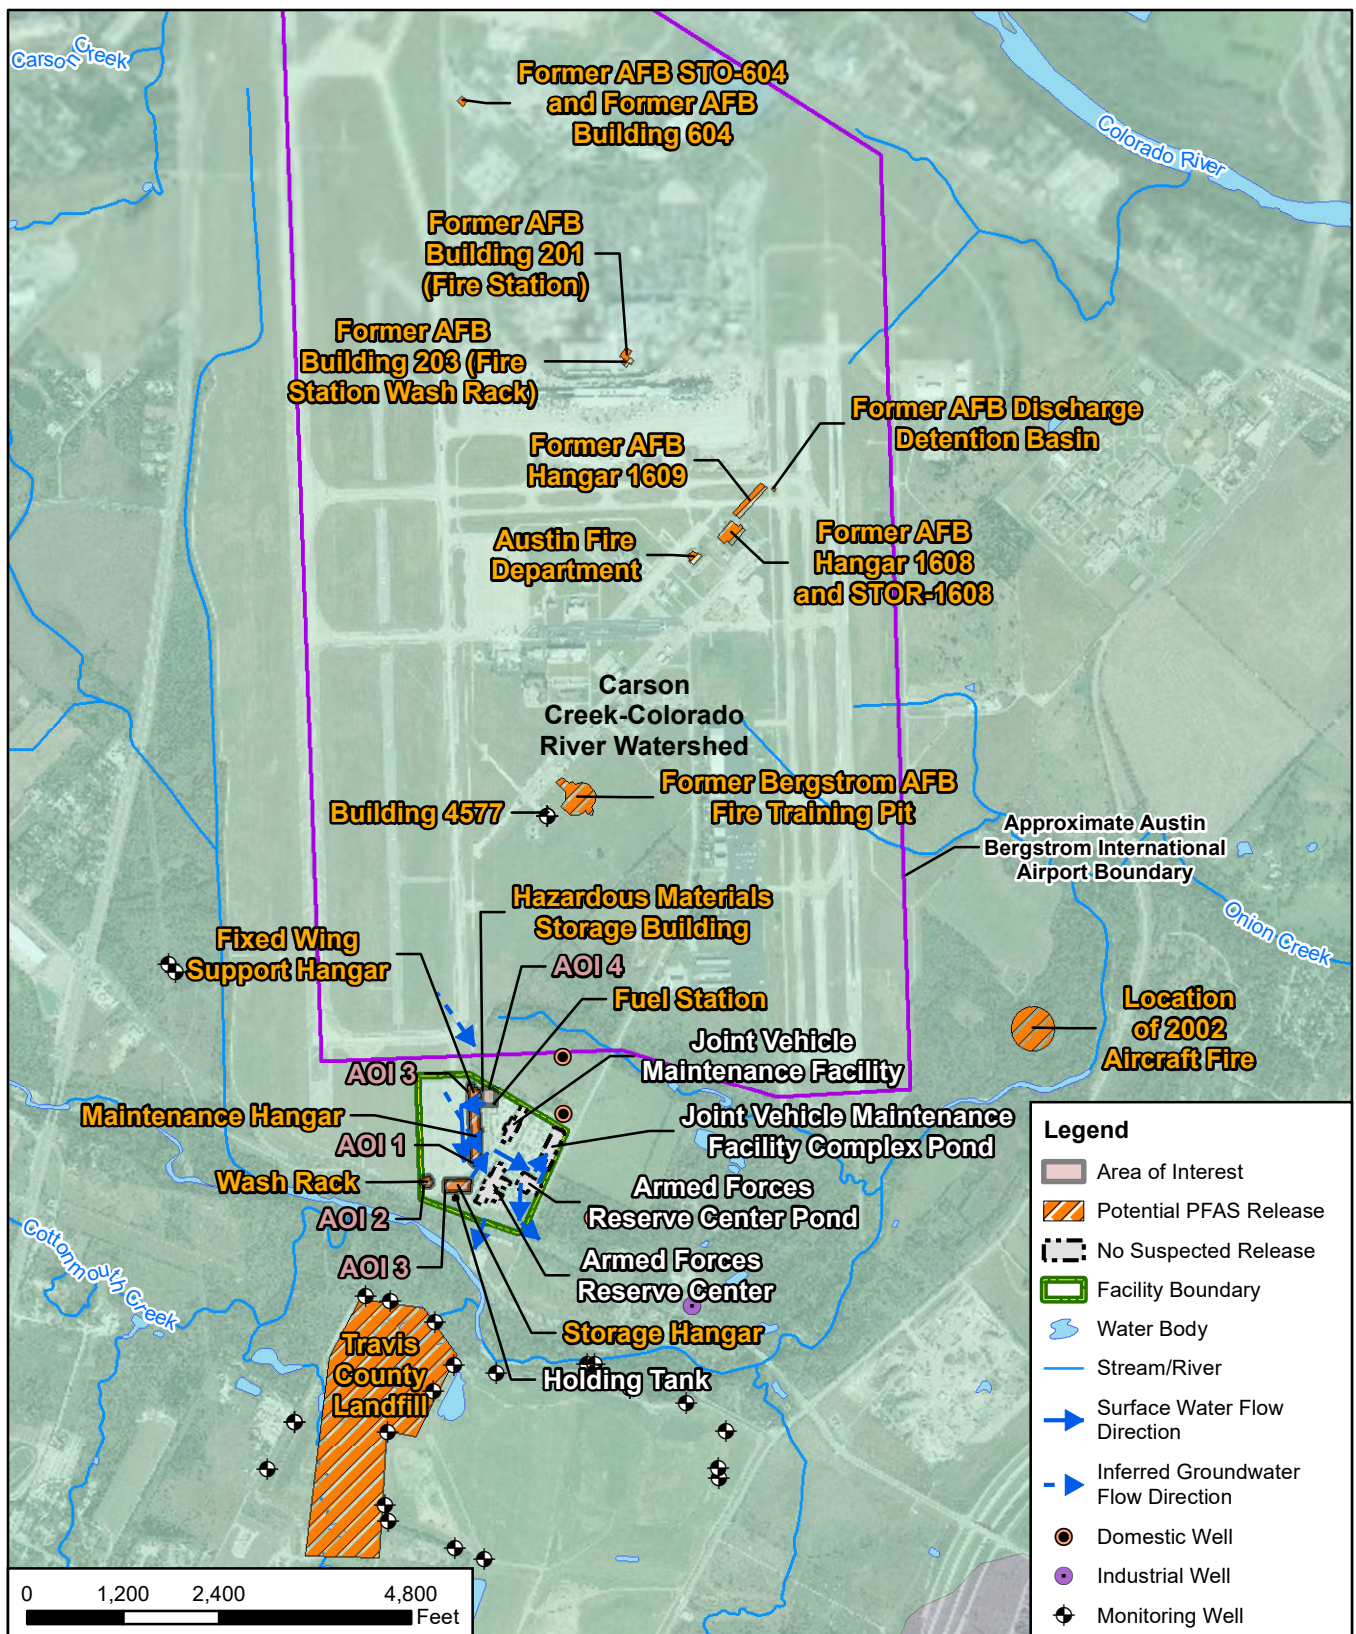 Carson Creek
Former AFB STO-604
and Former AFB
Building 604
Colorado River
Former AFB
Building 201
(Fire Station)
Former AFB
Building 203 (Fire
Station Wash Rack)
Former AFB Discharge
Detention Basin
Former AFB
Hangar 1609
Austin Fire
Department
Former AFB
Hangar 1608
and STOR-1608
Carson
Creek-Colorado
River Watershed
Former Bergstrom AFB
Fire Training Pit
Building 4577
Approximate Austin
Bergstrom International
Airport Boundary
Onion Creek
Hazardous Materials
Storage Building
Fixed Wing
Support Hangar
AOI 4
Fuel Station
Location
of 2002
Aircraft Fire
Joint Vehicle
Maintenance Facility
AOI 3
Maintenance Hangar
Joint Vehicle Maintenance
Facility Complex Pond
AOI 1
Wash Rack
Armed Forces
Reserve Center Pond
AOI 2
Cottonmouth Creek
AOI 3
Armed Forces
Reserve Center
Storage Hangar
Travis
County
Landfill
Holding Tank
Legend
Area of Interest
Potential PFAS Release
No Suspected Release
Facility Boundary
Water Body
Stream/River
Surface Water Flow
Direction
Inferred Groundwater
Flow Direction
Domestic Well
Industrial Well
Monitoring Well
0 1,200 2,400 4,800
Feet